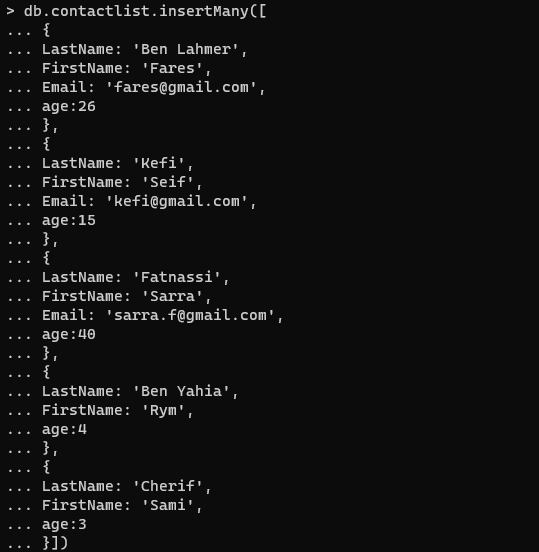 > db.contactlist.insertMany([
... {
... LastName: 'Ben Lahmer',
... FirstName: 'Fares',
... Email: 'fares@gmail.com',
... age:26
... },
... {
... LastName: 'Kefi',
... FirstName: 'Seif',
... Email: 'kefi@gmail.com',
... age:15
... },
... {
... LastName: 'Fatnassi',
... FirstName: 'Sarra',
... Email: 'sarra.f@gmail.com',
... age:40
... },
... {
... LastName: 'Ben Yahia',
... FirstName: 'Rym',
... age:4
... },
... {
... LastName: 'Cherif',
... FirstName: 'Sami',
... age:3
... }])